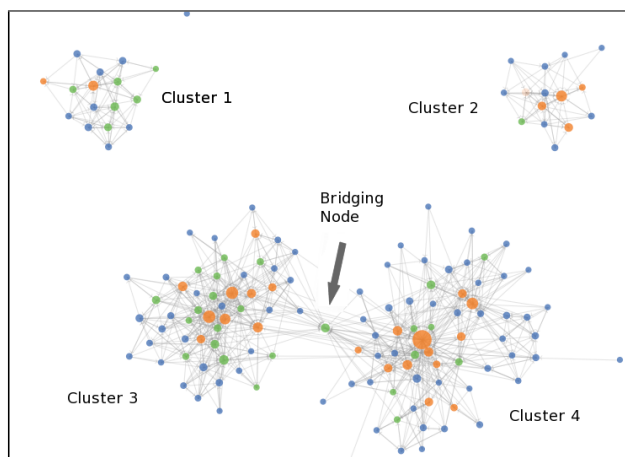 Cluster 1
Cluster 2
Bridging
Node
Cluster 3
Cluster 4